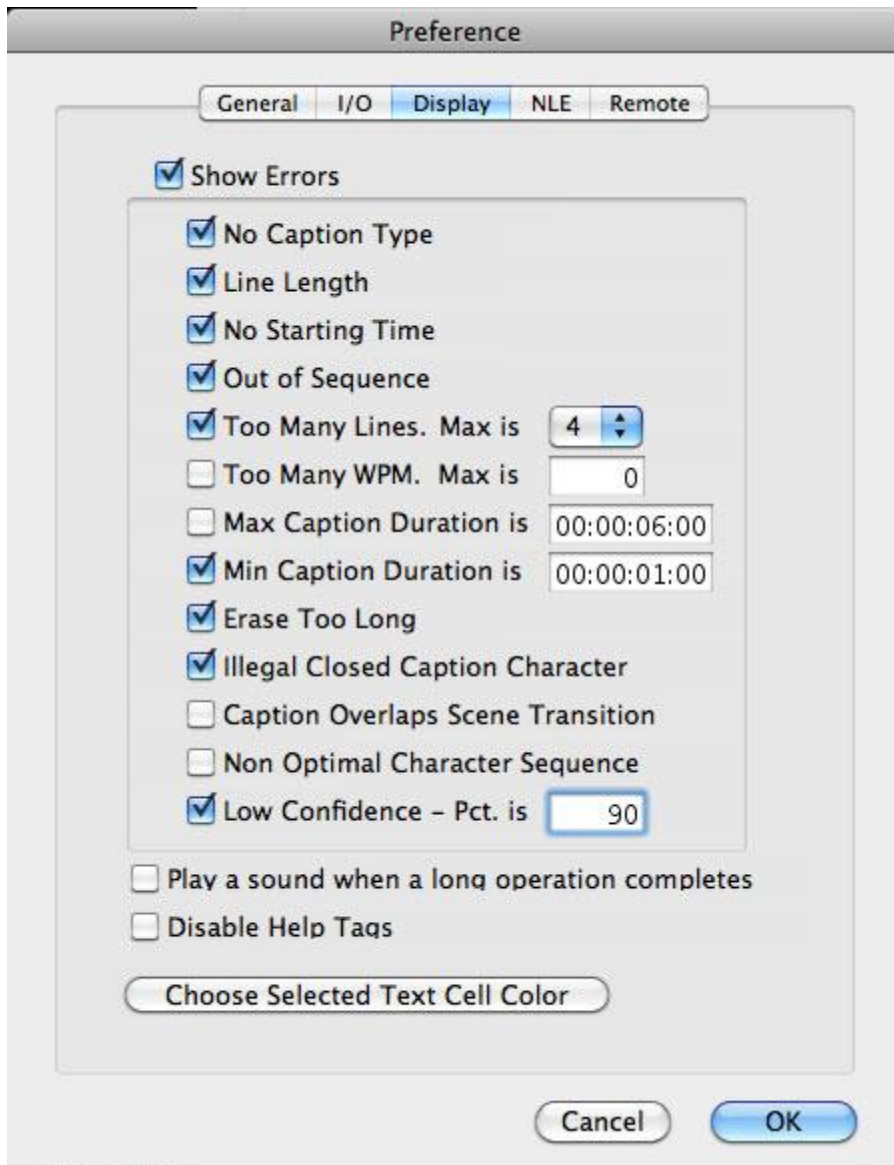 Preference
General I/O Display NLE Remote
Show Errors
No Caption Type
Line Length
No Starting Time
Out of Sequence
Too Many Lines. Max is 4
Too Many WPM. Max is 0
Max Caption Duration is 00:00:06:00
Min Caption Duration is 00:00:01:00
Erase Too Long
Illegal Closed Caption Character
Caption Overlaps Scene Transition
Non Optimal Character Sequence
Low Confidence – Pct. is 90
Play a sound when a long operation completes
Disable Help Tags
Choose Selected Text Cell Color
Cancel OK